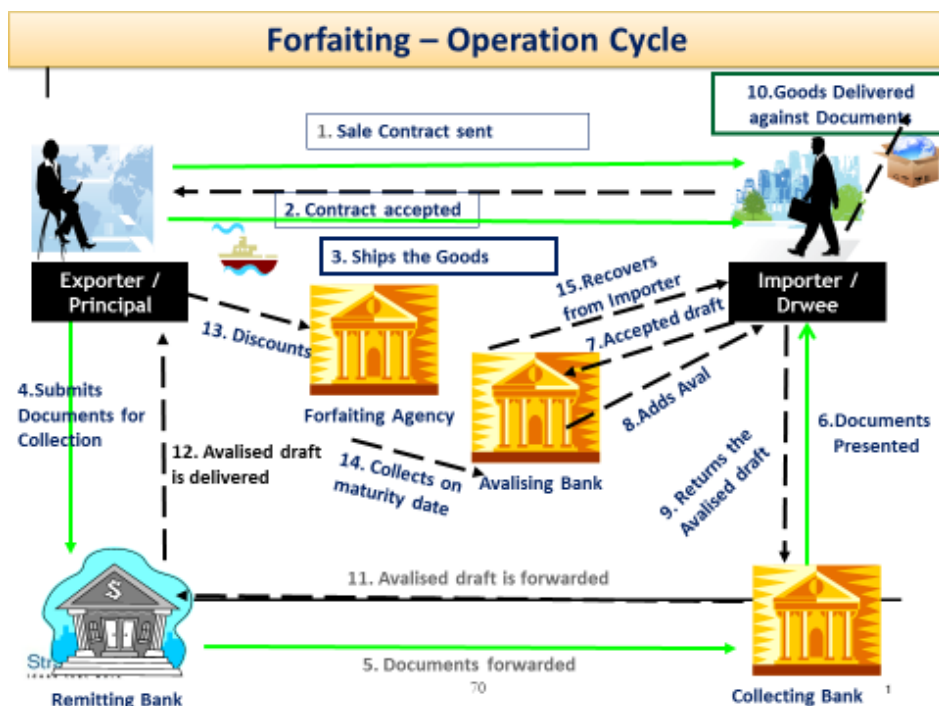 Forfaiting – Operation Cycle
10.Goods Delivered
against Documents
1. Sale Contract sent
2. Contract accepted
3. Ships the Goods
Exporter /
Principal
Importer /
Drwee
15.Recovers
from Importer
13. Discounts
7.Accepted draft
4.Submits
Documents for
Collection
Forfaiting Agency
8.Adds Aval
6.Documents
Presented
12. Avalised draft
is delivered
14. Collects on
maturity date
Avalising Bank
9. Returns the
Avalised draft
11. Avalised draft is forwarded
5. Documents forwarded
Remitting Bank
70
Collecting Bank
1